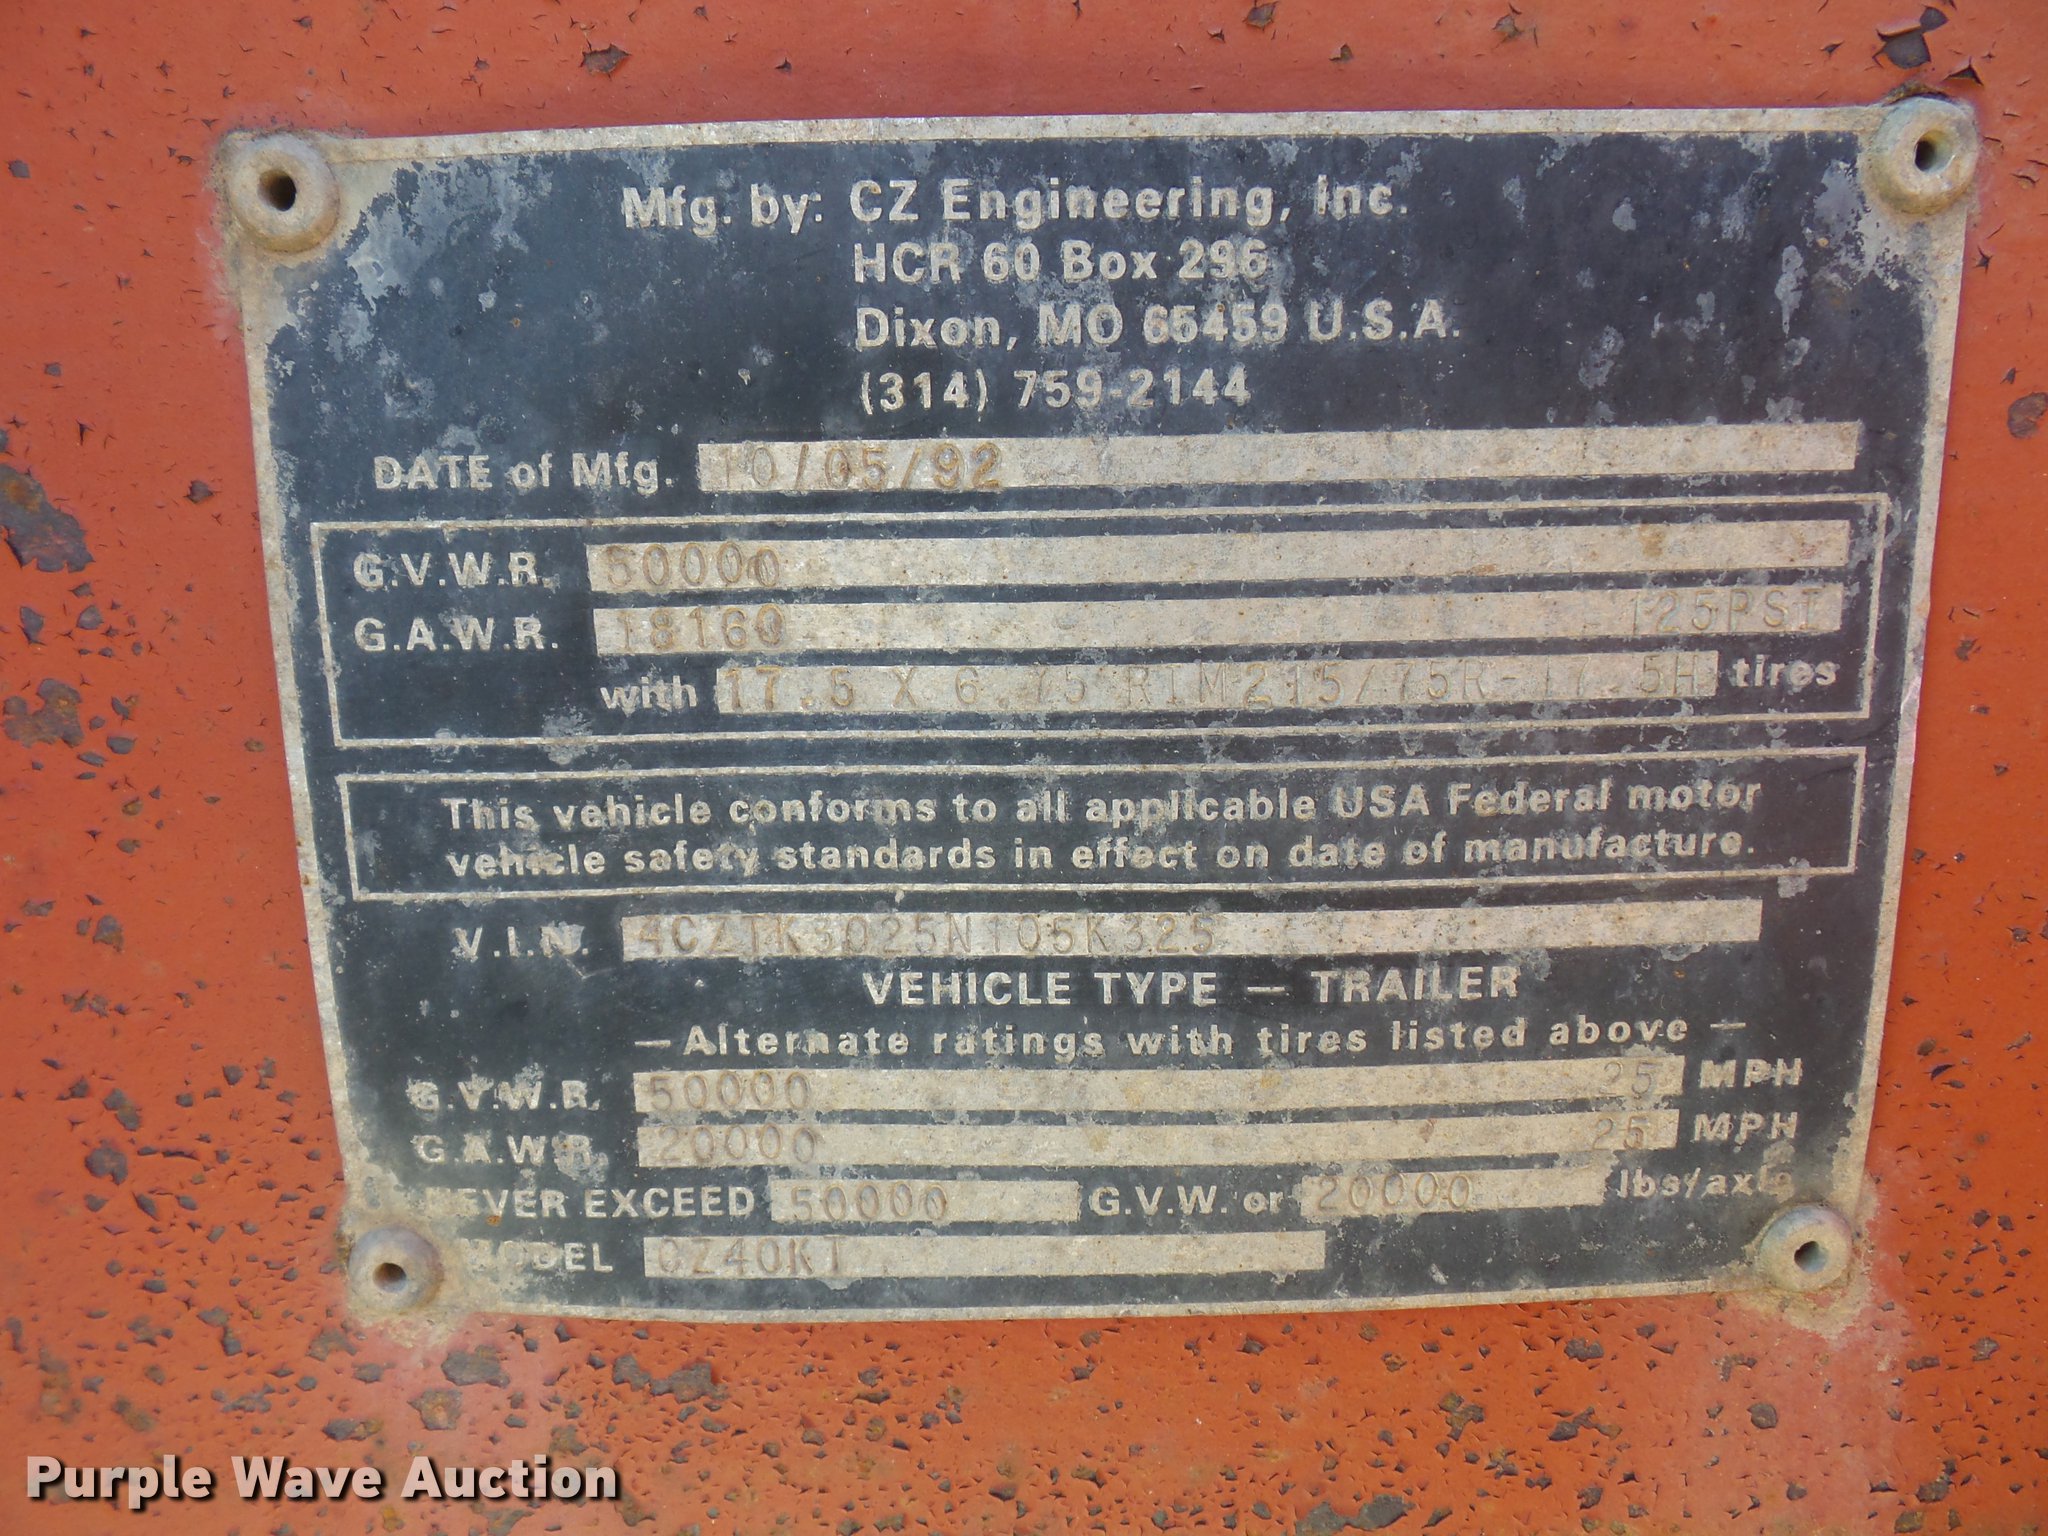 Mfg. by: CZ Engineering, Inc.
HCR 60 Box 296
Dixon, MO 65459 U.S.A.
(314) 759-2144
DATE of Mfg. 10/05/92
G.V.W.R. 50000
G.A.W.R. 18160 125PSI
with 17.5 X 6.75 RIM215/75R-17.5H tires
This vehicle conforms to all applicable USA Federal motor
vehicle safety standards in effect on date of manufacture.
V.I.N. 4CZTK3025N105K325
VEHICLE TYPE — TRAILER
— Alternate ratings with tires listed above —
G.V.W.R. 50000 25 MPH
G.A.W.R. 20000 25 MPH
NEVER EXCEED 50000 G.V.W. or 20000 lbs/axle
MODEL CZ40KT
Purple Wave Auction